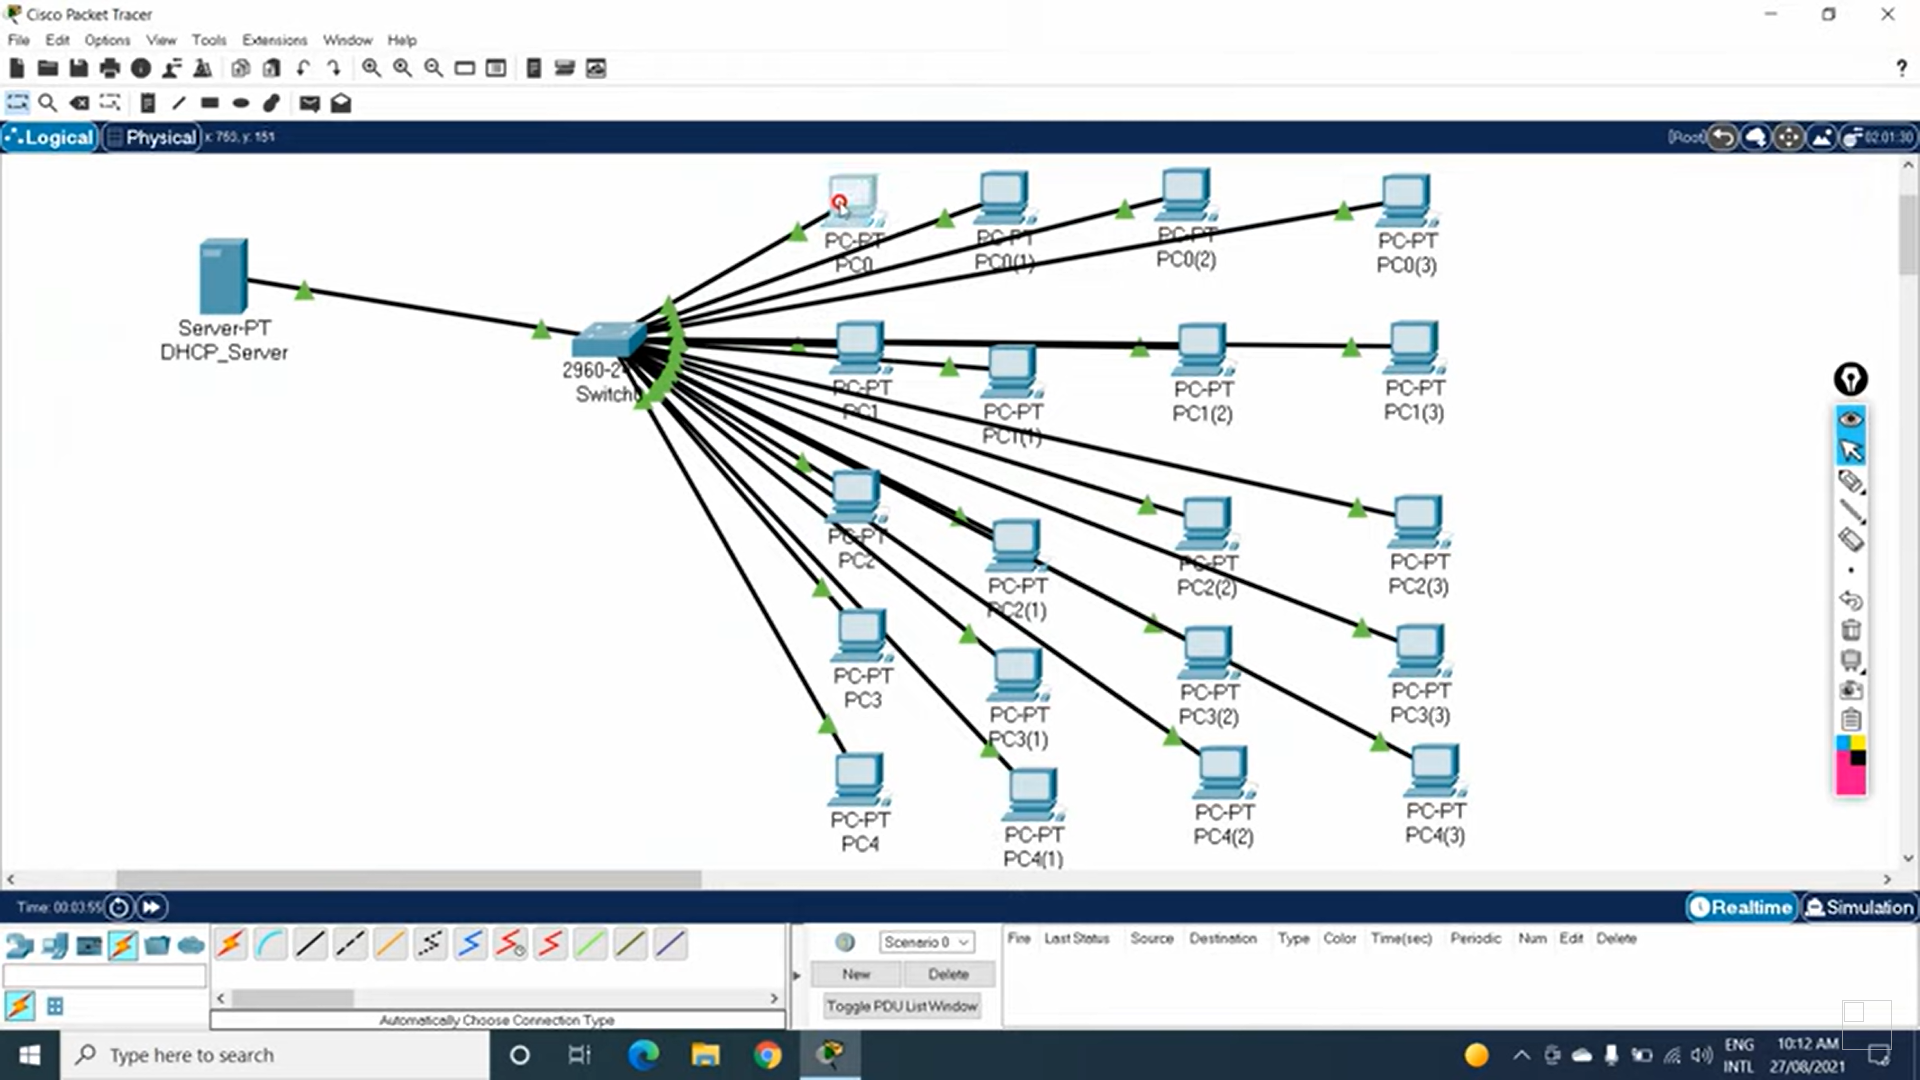 Cisco Packet Tracer
File Edit Options View Tools Extensions Window Help
?
Logical Physical x: 753, y: 151 [Root] 02:01:30
PC-PT
PC0
PC-PT
PC0(1)
PC-PT
PC0(2)
PC-PT
PC0(3)
Server-PT
DHCP_Server
2960-2
Switch0
PC-PT
PC1
PC-PT
PC1(1)
PC-PT
PC1(2)
PC-PT
PC1(3)
PC-PT
PC2
PC-PT
PC2(1)
PC-PT
PC2(2)
PC-PT
PC2(3)
PC-PT
PC3
PC-PT
PC3(1)
PC-PT
PC3(2)
PC-PT
PC3(3)
PC-PT
PC4
PC-PT
PC4(1)
PC-PT
PC4(2)
PC-PT
PC4(3)
Time: 00:03:55 Realtime Simulation
Scenario 0
New Delete
Toggle PDU List Window
Fire Last Status Source Destination Type Color Time(sec) Periodic Num Edit Delete
Automatically Choose Connection Type
Type here to search
ENG
INTL
10:12 AM
27/08/2021